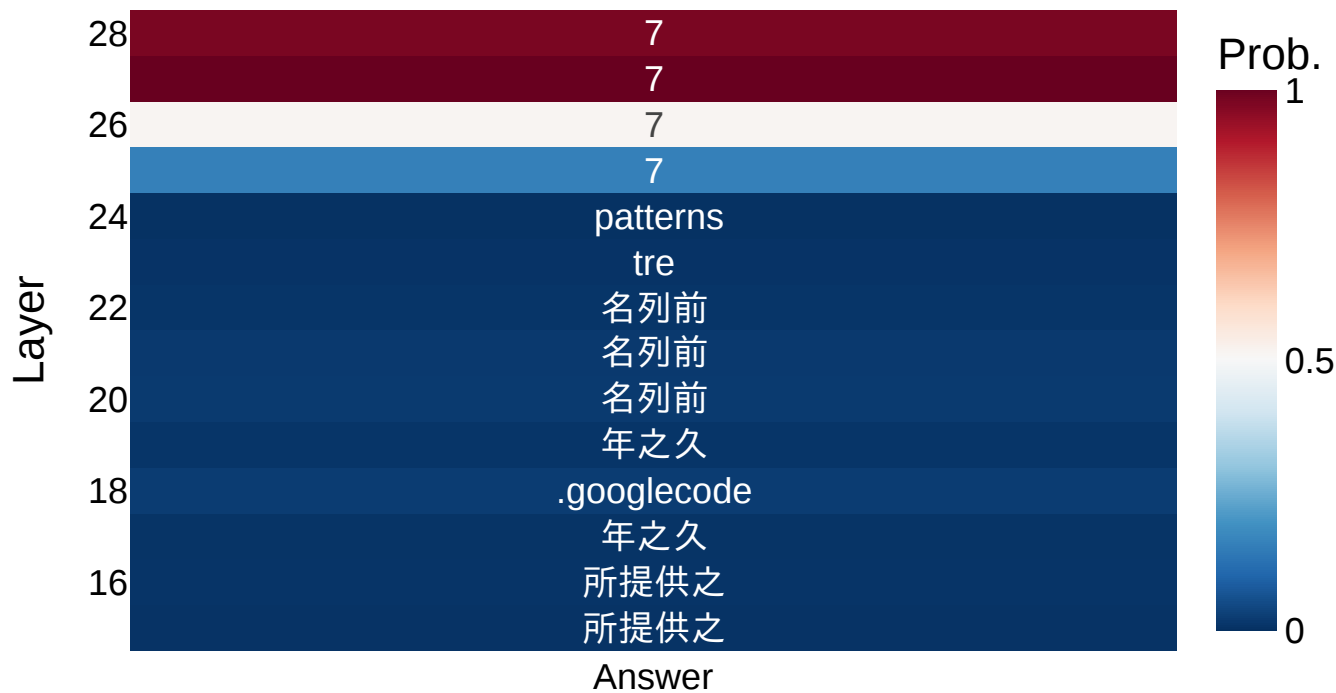 Prob.
28 7
7
26 7
7
24 patterns
tre
22 名列前
名列前
20 名列前
年之久
18 .googlecode
年之久
16 所提供之
所提供之
Layer
Answer
1
0.5
0